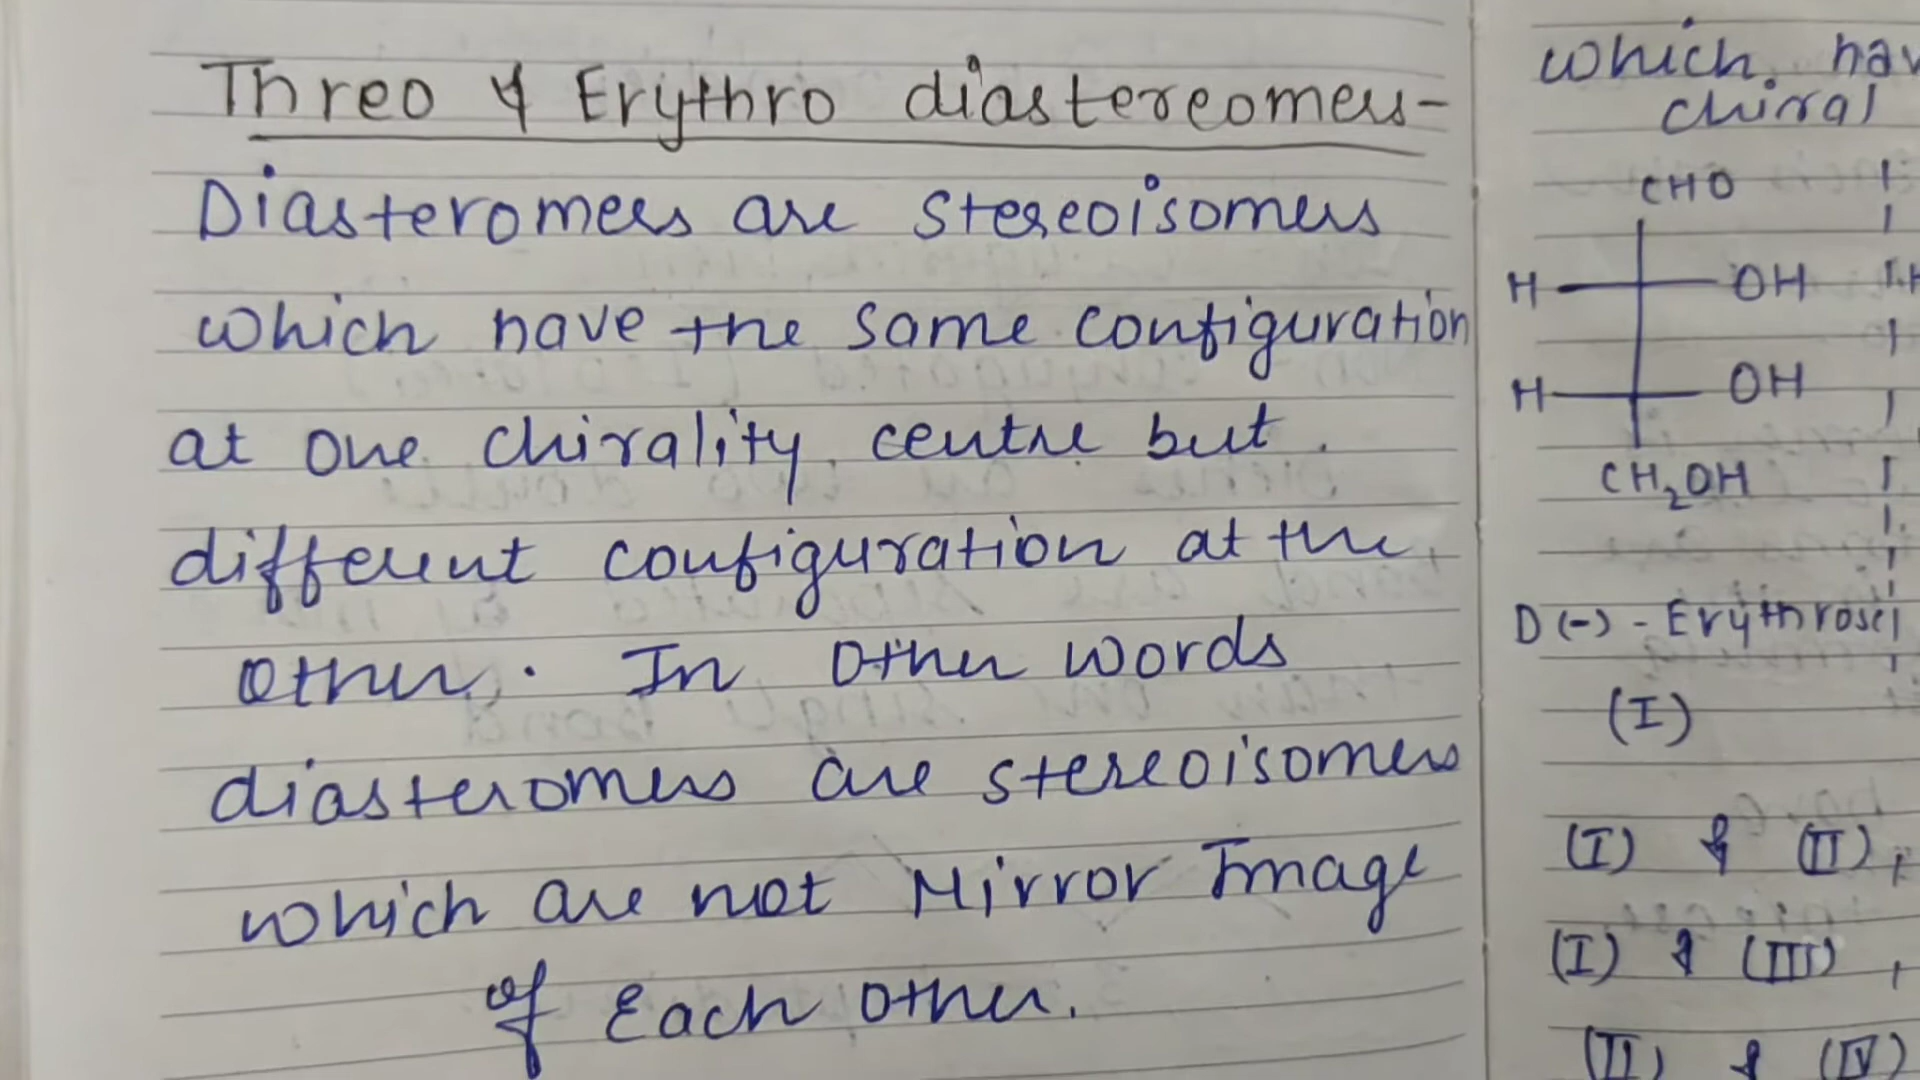 Threo & Erythro diastereomers-
Diasteromers are stereoisomers
which have the same configuration
at one chirality centre but
different configuration at the
other. In other words
diasteromers are stereoisomers
which are not Mirror Image
of Each other.
which hav
chiral
CHO
H OH
H OH
CH₂OH
D (-) - Erythrose
(I)
(I) & (II),
(I) & (III),
(II) & (IV)